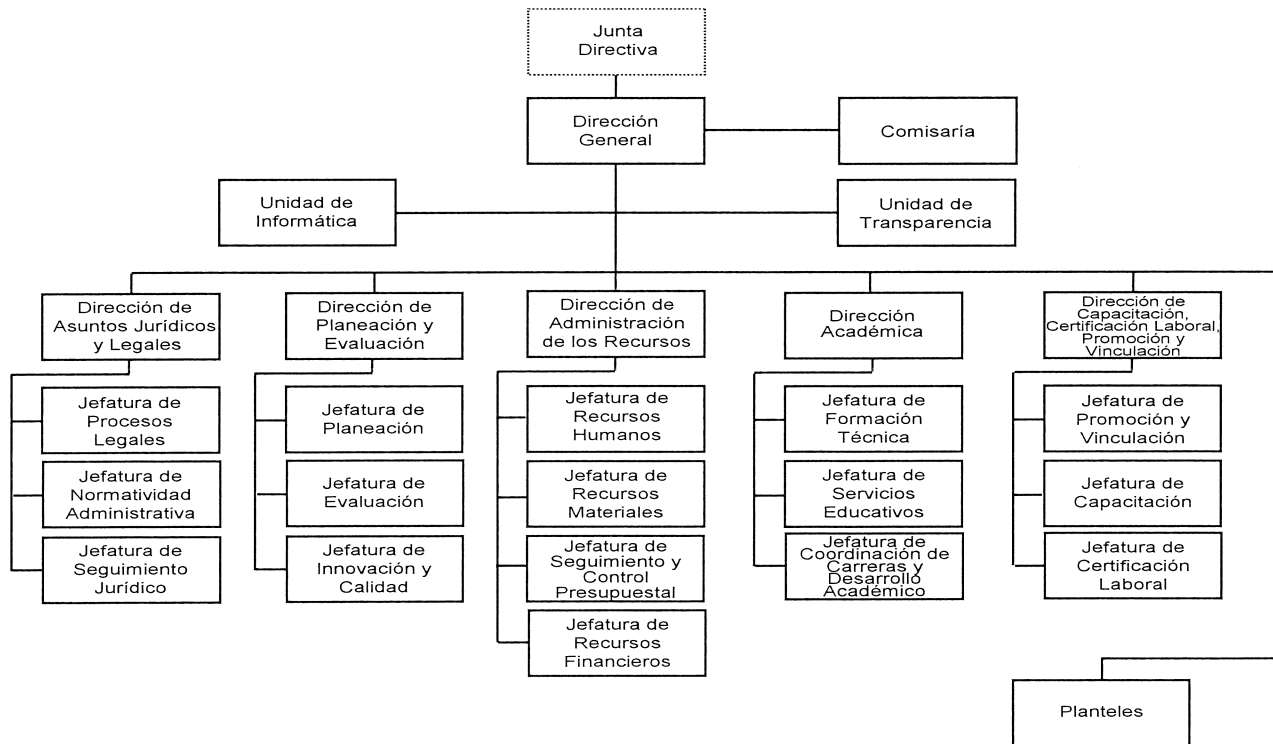 Junta
Directiva
Dirección
General
Comisaría
Unidad de
Informática
Unidad de
Transparencia
Dirección de
Asuntos Jurídicos
y Legales
Dirección de
Planeación y
Evaluación
Dirección de
Administración
de los Recursos
Dirección
Académica
Dirección de
Capacitación,
Certificación Laboral,
Promoción y
Vinculación
Jefatura de
Procesos
Legales
Jefatura de
Normatividad
Administrativa
Jefatura de
Seguimiento
Jurídico
Jefatura de
Planeación
Jefatura de
Evaluación
Jefatura de
Innovación y
Calidad
Jefatura de
Recursos
Humanos
Jefatura de
Recursos
Materiales
Jefatura de
Seguimiento y
Control
Presupuestal
Jefatura de
Recursos
Financieros
Jefatura de
Formación
Técnica
Jefatura de
Servicios
Educativos
Jefatura de
Coordinación de
Carreras y
Desarrollo
Académico
Jefatura de
Promoción y
Vinculación
Jefatura de
Capacitación
Jefatura de
Certificación
Laboral
Planteles